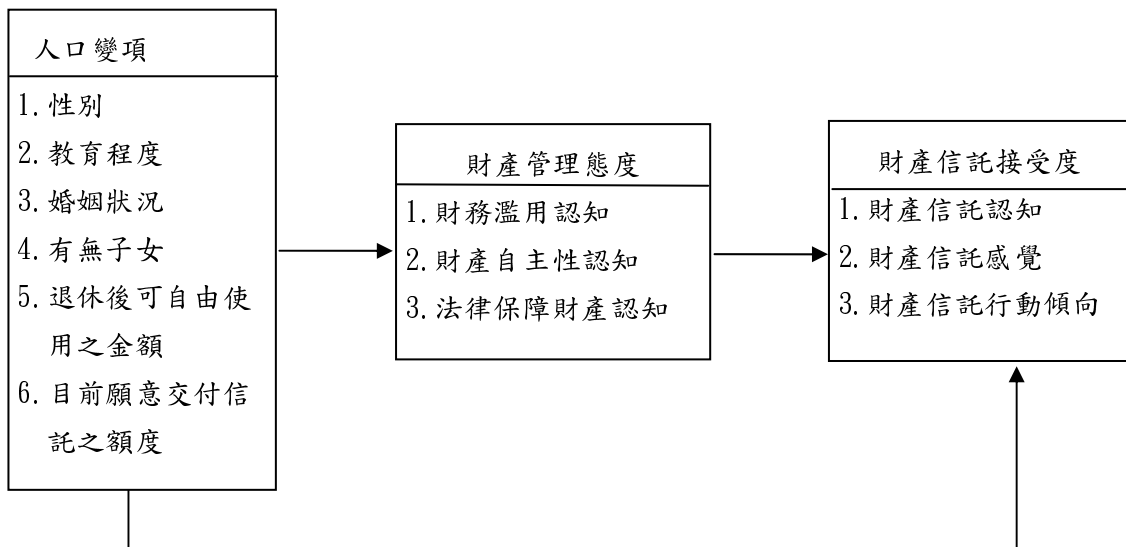 人口變項
1.性別
2.教育程度
3.婚姻狀況
4.有無子女
5.退休後可自由使
用之金額
6.目前願意交付信
託之額度
財產管理態度
1.財務濫用認知
2.財產自主性認知
3.法律保障財產認知
財產信託接受度
1.財產信託認知
2.財產信託感覺
3.財產信託行動傾向